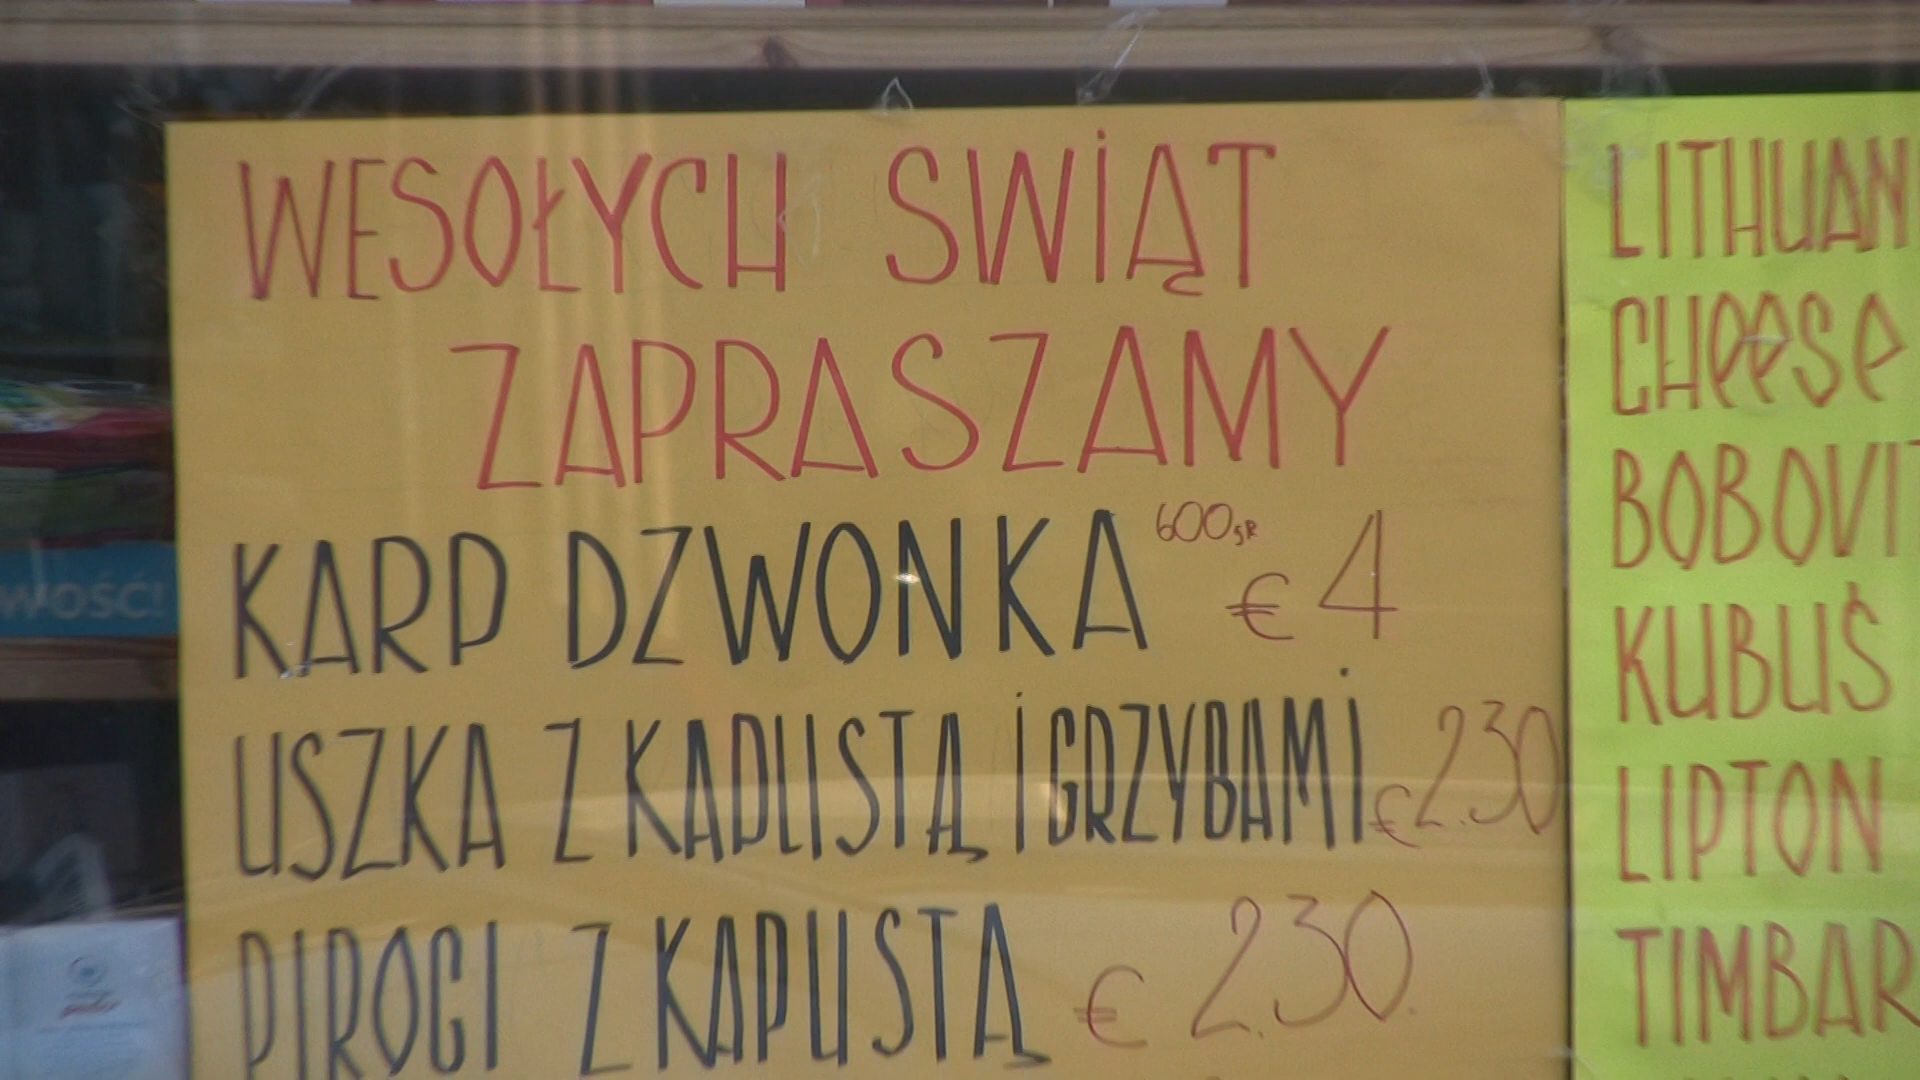 WESOŁYCH SWIĄT
ZAPRASZAMY
KARP DZWONKA 600gR €4
USZKA Z KAPUSTĄ i GRZYBAMi €2.30
PIROGI Z KAPUSTĄ €2.30
LITHUAN
CHeese
BOBOVIT
KUBUŚ
LIPTON
TIMBAR
WOŚĆ!